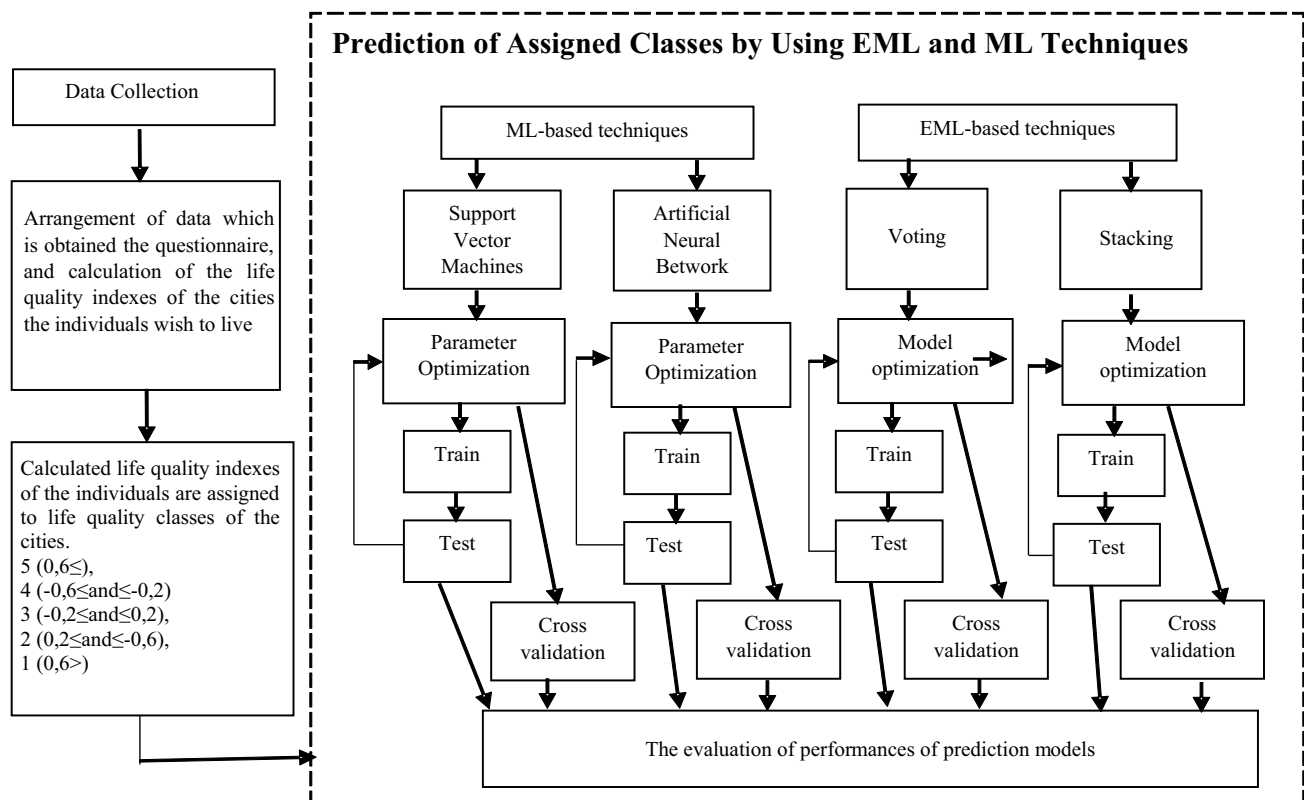 Prediction of Assigned Classes by Using EML and ML Techniques
Data Collection
Arrangement of data which
is obtained the questionnaire,
and calculation of the life
quality indexes of the cities
the individuals wish to live
Calculated life quality indexes
of the individuals are assigned
to life quality classes of the
cities.
5 (0,6≤),
4 (-0,6≤and≤-0,2)
3 (-0,2≤and≤0,2),
2 (0,2≤and≤-0,6),
1 (0,6>)
ML-based techniques
EML-based techniques
Support
Vector
Machines
Artificial
Neural
Betwork
Voting
Stacking
Parameter
Optimization
Parameter
Optimization
Model
optimization
Model
optimization
Train
Train
Train
Train
Test
Test
Test
Test
Cross
validation
Cross
validation
Cross
validation
Cross
validation
The evaluation of performances of prediction models